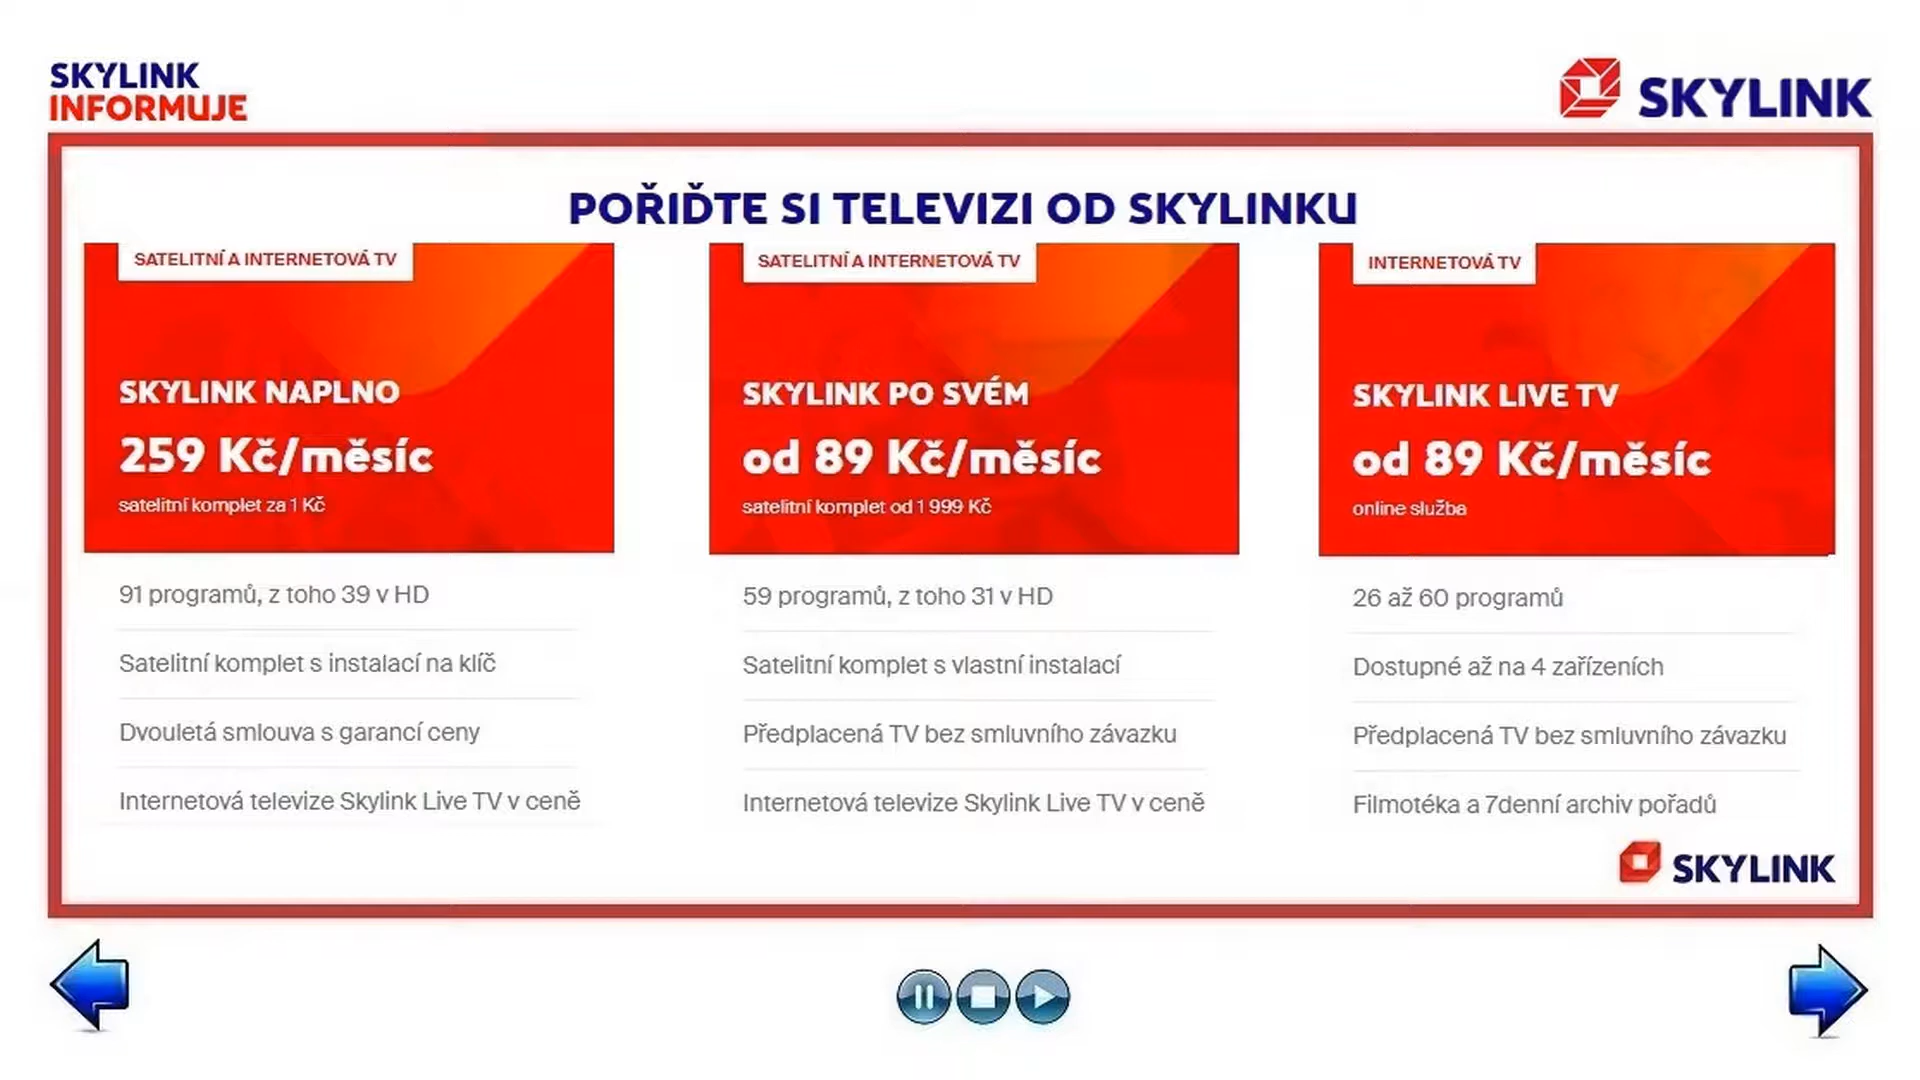 SKYLINK
INFORMUJE
SKYLINK
POŘIĎTE SI TELEVIZI OD SKYLINKU
SATELITNÍ A INTERNETOVÁ TV
SKYLINK NAPLNO
259 Kč/měsíc
satelitní komplet za 1 Kč
91 programů, z toho 39 v HD
Satelitní komplet s instalací na klíč
Dvouletá smlouva s garancí ceny
Internetová televize Skylink Live TV v ceně
SATELITNÍ A INTERNETOVÁ TV
SKYLINK PO SVÉM
od 89 Kč/měsíc
satelitní komplet od 1 999 Kč
59 programů, z toho 31 v HD
Satelitní komplet s vlastní instalací
Předplacená TV bez smluvního závazku
Internetová televize Skylink Live TV v ceně
INTERNETOVÁ TV
SKYLINK LIVE TV
od 89 Kč/měsíc
online služba
26 až 60 programů
Dostupné až na 4 zařízeních
Předplacená TV bez smluvního závazku
Filmotéka a 7denní archiv pořadů
SKYLINK